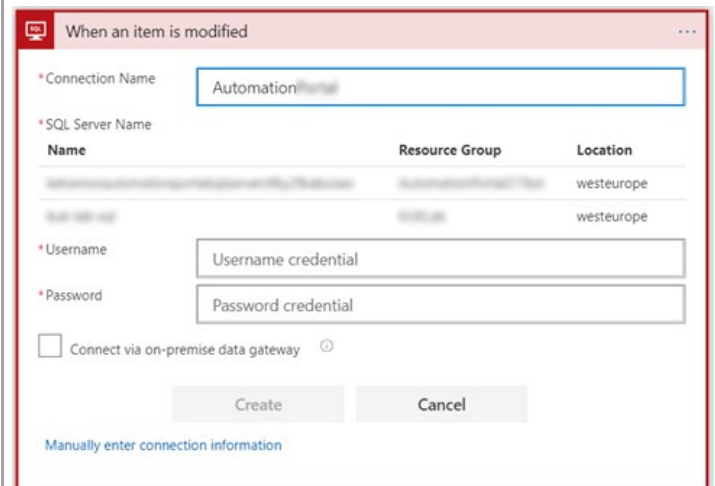 SQL
When an item is modified
...
*Connection Name
Automation
*SQL Server Name
Name Resource Group Location
westeurope
westeurope
*Username
Username credential
*Password
Password credential
Connect via on-premise data gateway
Create Cancel
Manually enter connection information